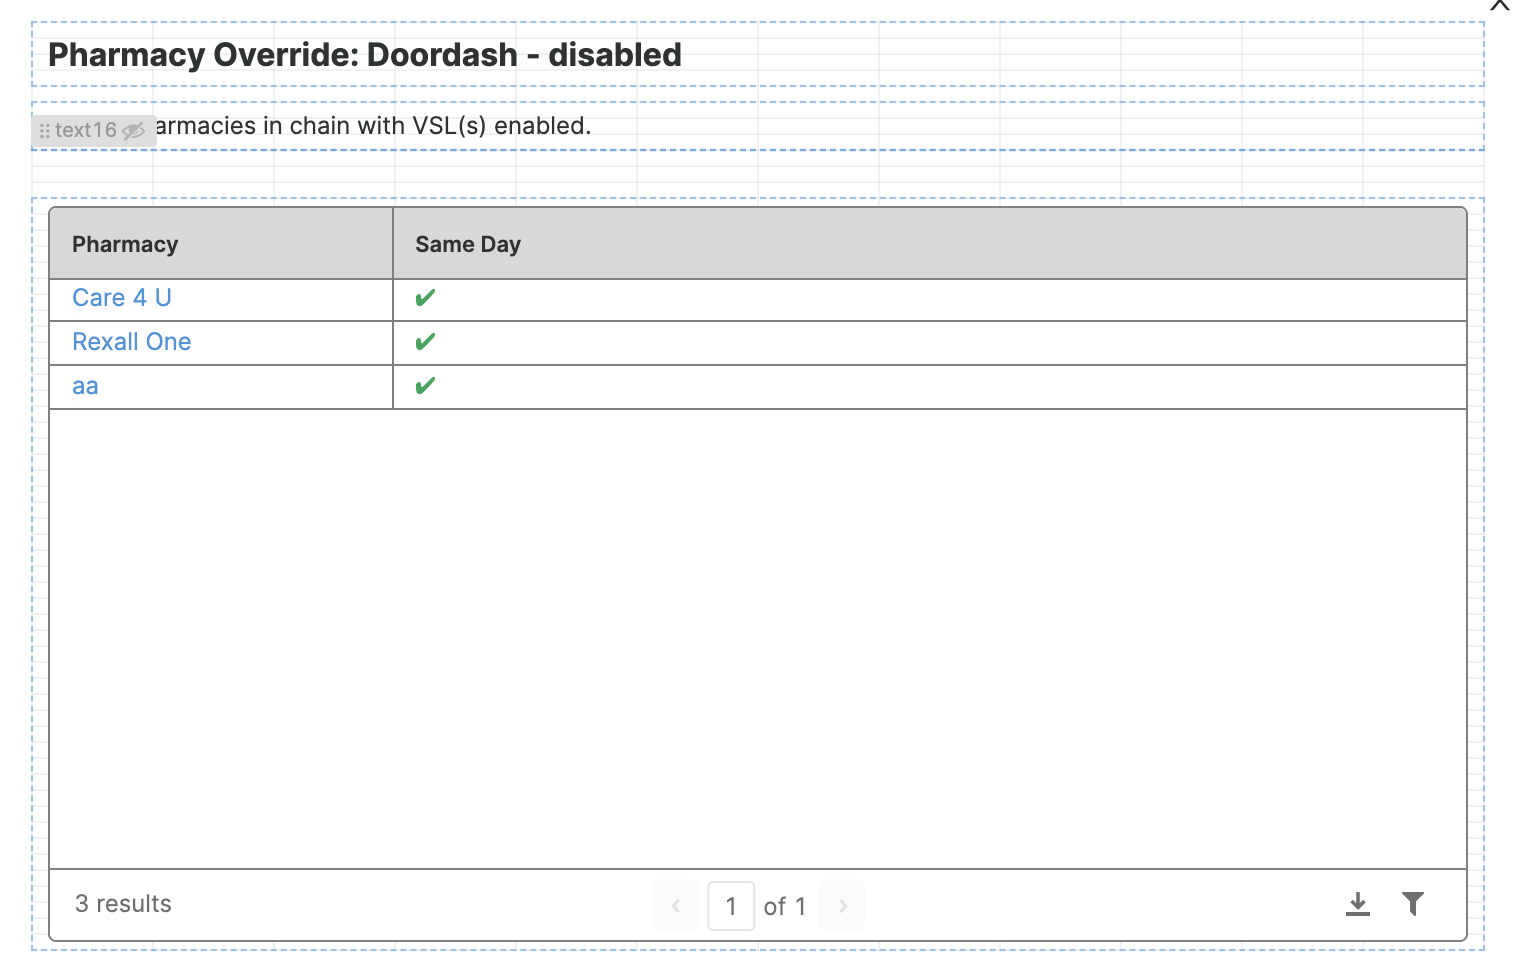 Pharmacy Override: Doordash - disabled
text16 armacies in chain with VSL(s) enabled.
Pharmacy Same Day
Care 4 U ✔
Rexall One ✔
aa ✔
3 results 1 of 1